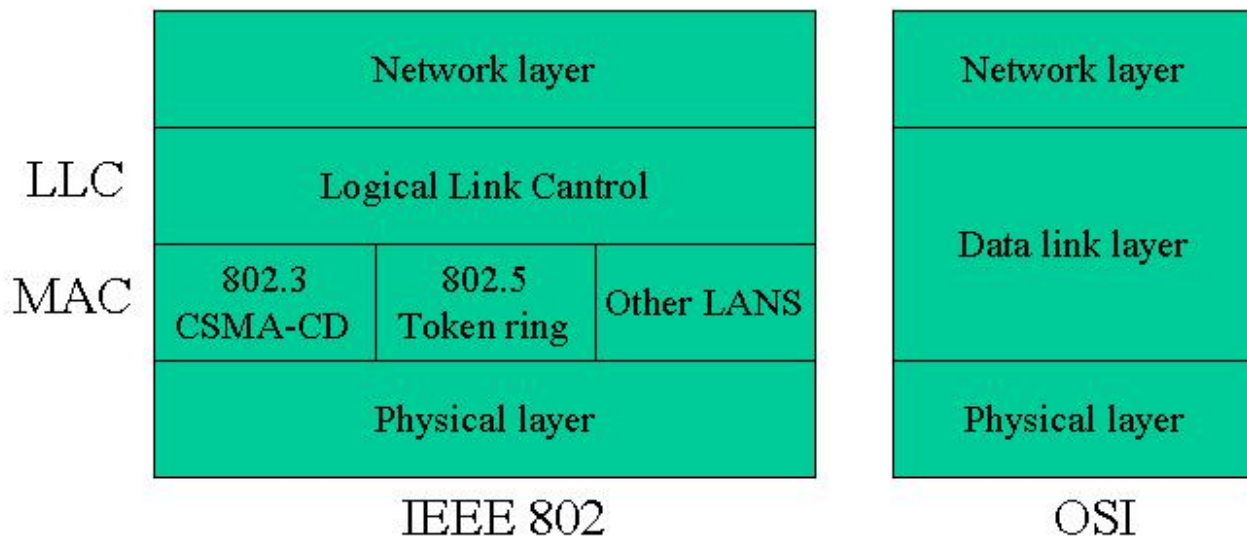 Network layer
LLC
Logical Link Cantrol
MAC
802.3
CSMA-CD
802.5
Token ring
Other LANS
Physical layer
IEEE 802
Network layer
Data link layer
Physical layer
OSI